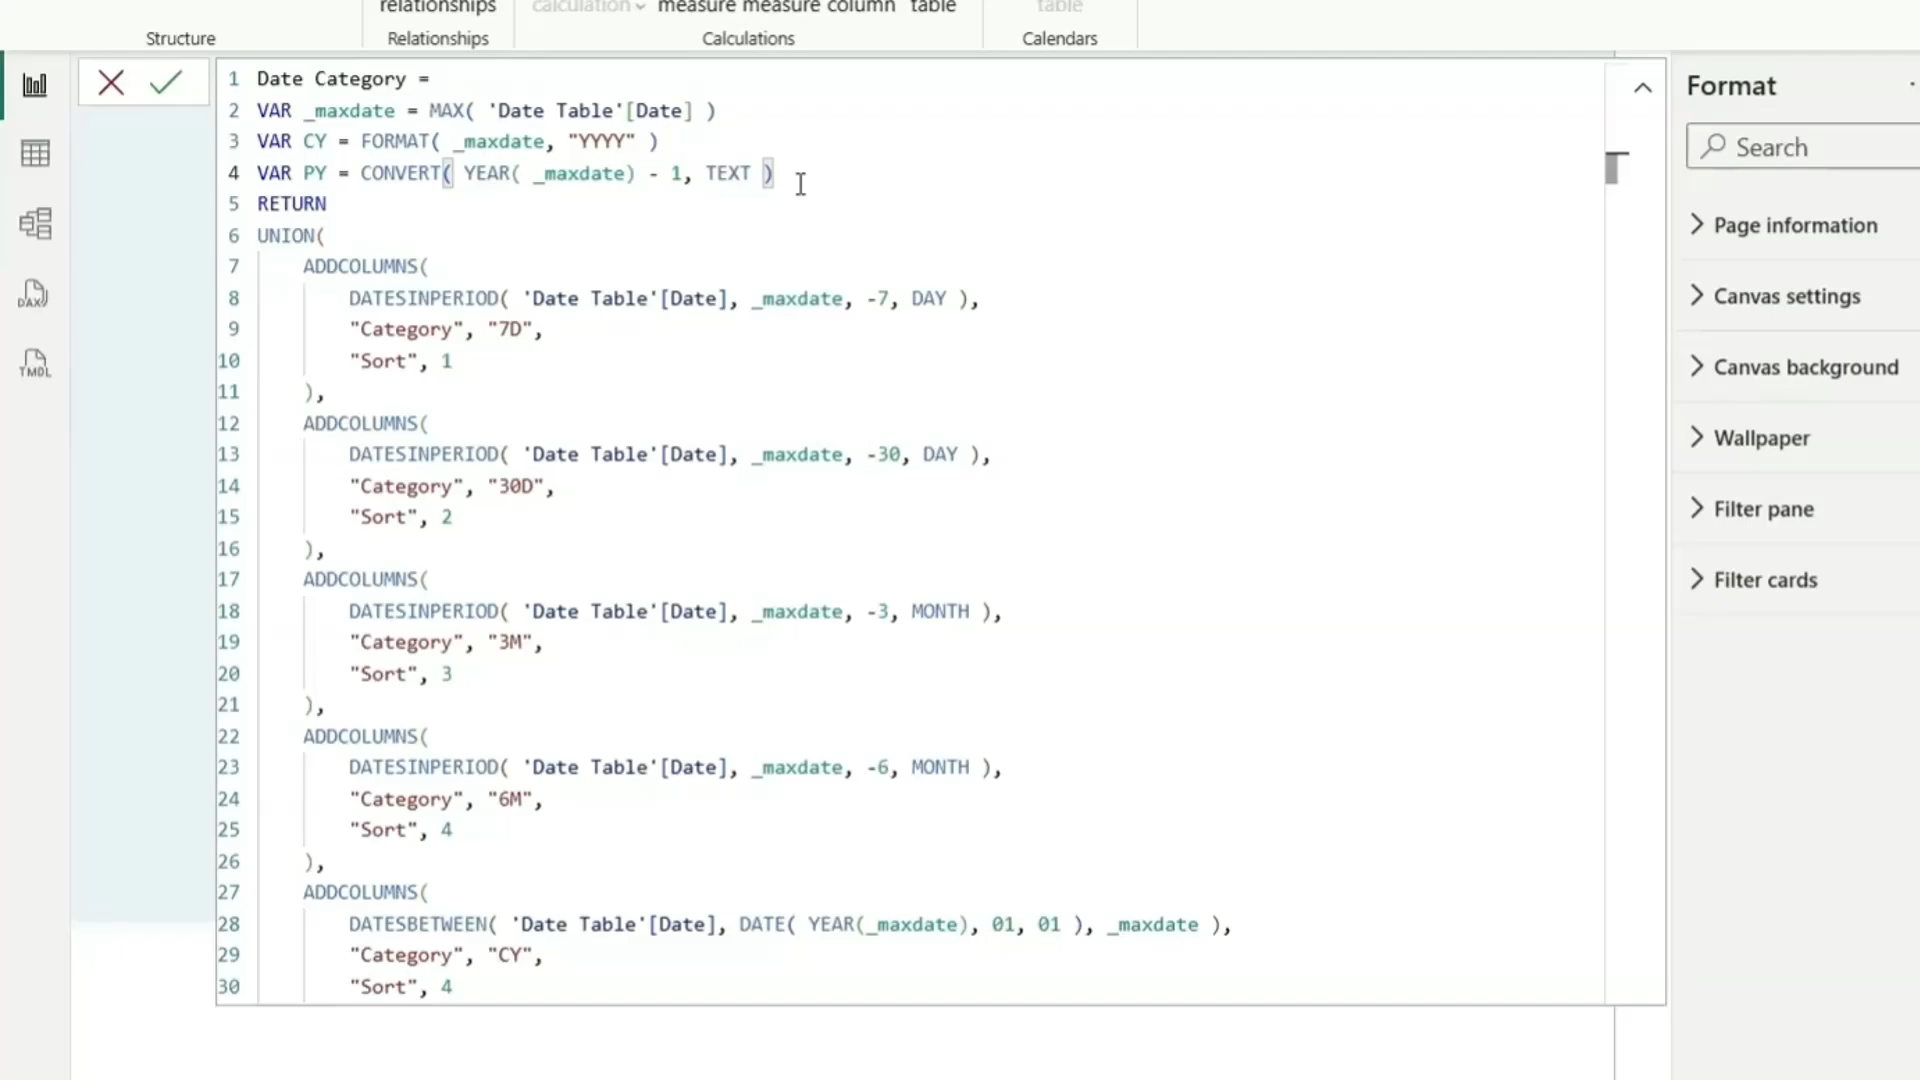 relationships
calculation
measure measure column table
table
Structure
Relationships
Calculations
Calendars
1 Date Category =
2 VAR _maxdate = MAX( 'Date Table'[Date] )
3 VAR CY = FORMAT( _maxdate, "YYYY" )
4 VAR PY = CONVERT( YEAR( _maxdate) - 1, TEXT )
5 RETURN
6 UNION(
7 ADDCOLUMNS(
8 DATESINPERIOD( 'Date Table'[Date], _maxdate, -7, DAY ),
9 "Category", "7D",
10 "Sort", 1
11 ),
12 ADDCOLUMNS(
13 DATESINPERIOD( 'Date Table'[Date], _maxdate, -30, DAY ),
14 "Category", "30D",
15 "Sort", 2
16 ),
17 ADDCOLUMNS(
18 DATESINPERIOD( 'Date Table'[Date], _maxdate, -3, MONTH ),
19 "Category", "3M",
20 "Sort", 3
21 ),
22 ADDCOLUMNS(
23 DATESINPERIOD( 'Date Table'[Date], _maxdate, -6, MONTH ),
24 "Category", "6M",
25 "Sort", 4
26 ),
27 ADDCOLUMNS(
28 DATESBETWEEN( 'Date Table'[Date], DATE( YEAR(_maxdate), 01, 01 ), _maxdate ),
29 "Category", "CY",
30 "Sort", 4
DAX
TMDL
Format
Search
Page information
Canvas settings
Canvas background
Wallpaper
Filter pane
Filter cards